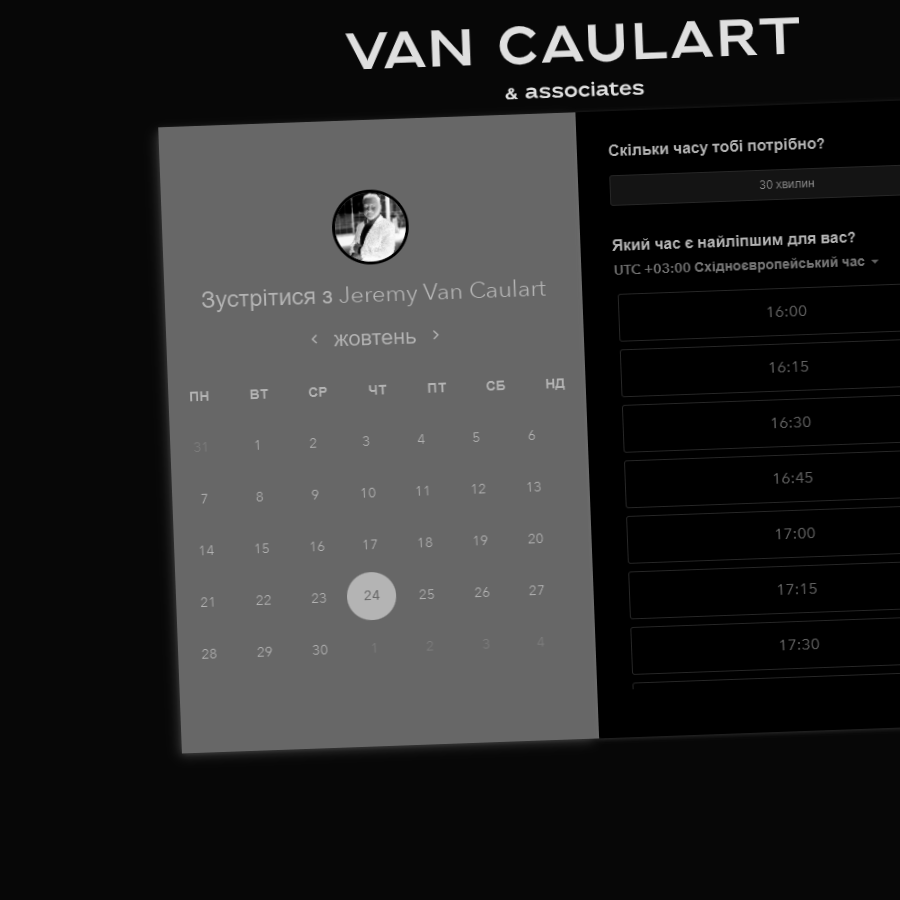 VAN CAULART
& associates
Зустрітися з Jeremy Van Caulart
жовтень
ПН ВТ СР ЧТ ПТ СБ НД
31 1 2 3 4 5 6
7 8 9 10 11 12 13
14 15 16 17 18 19 20
21 22 23 24 25 26 27
28 29 30 1 2 3 4
Скільки часу тобі потрібно?
30 хвилин
Який час є найліпшим для вас?
UTC +03:00 Східноєвропейський час
16:00
16:15
16:30
16:45
17:00
17:15
17:30